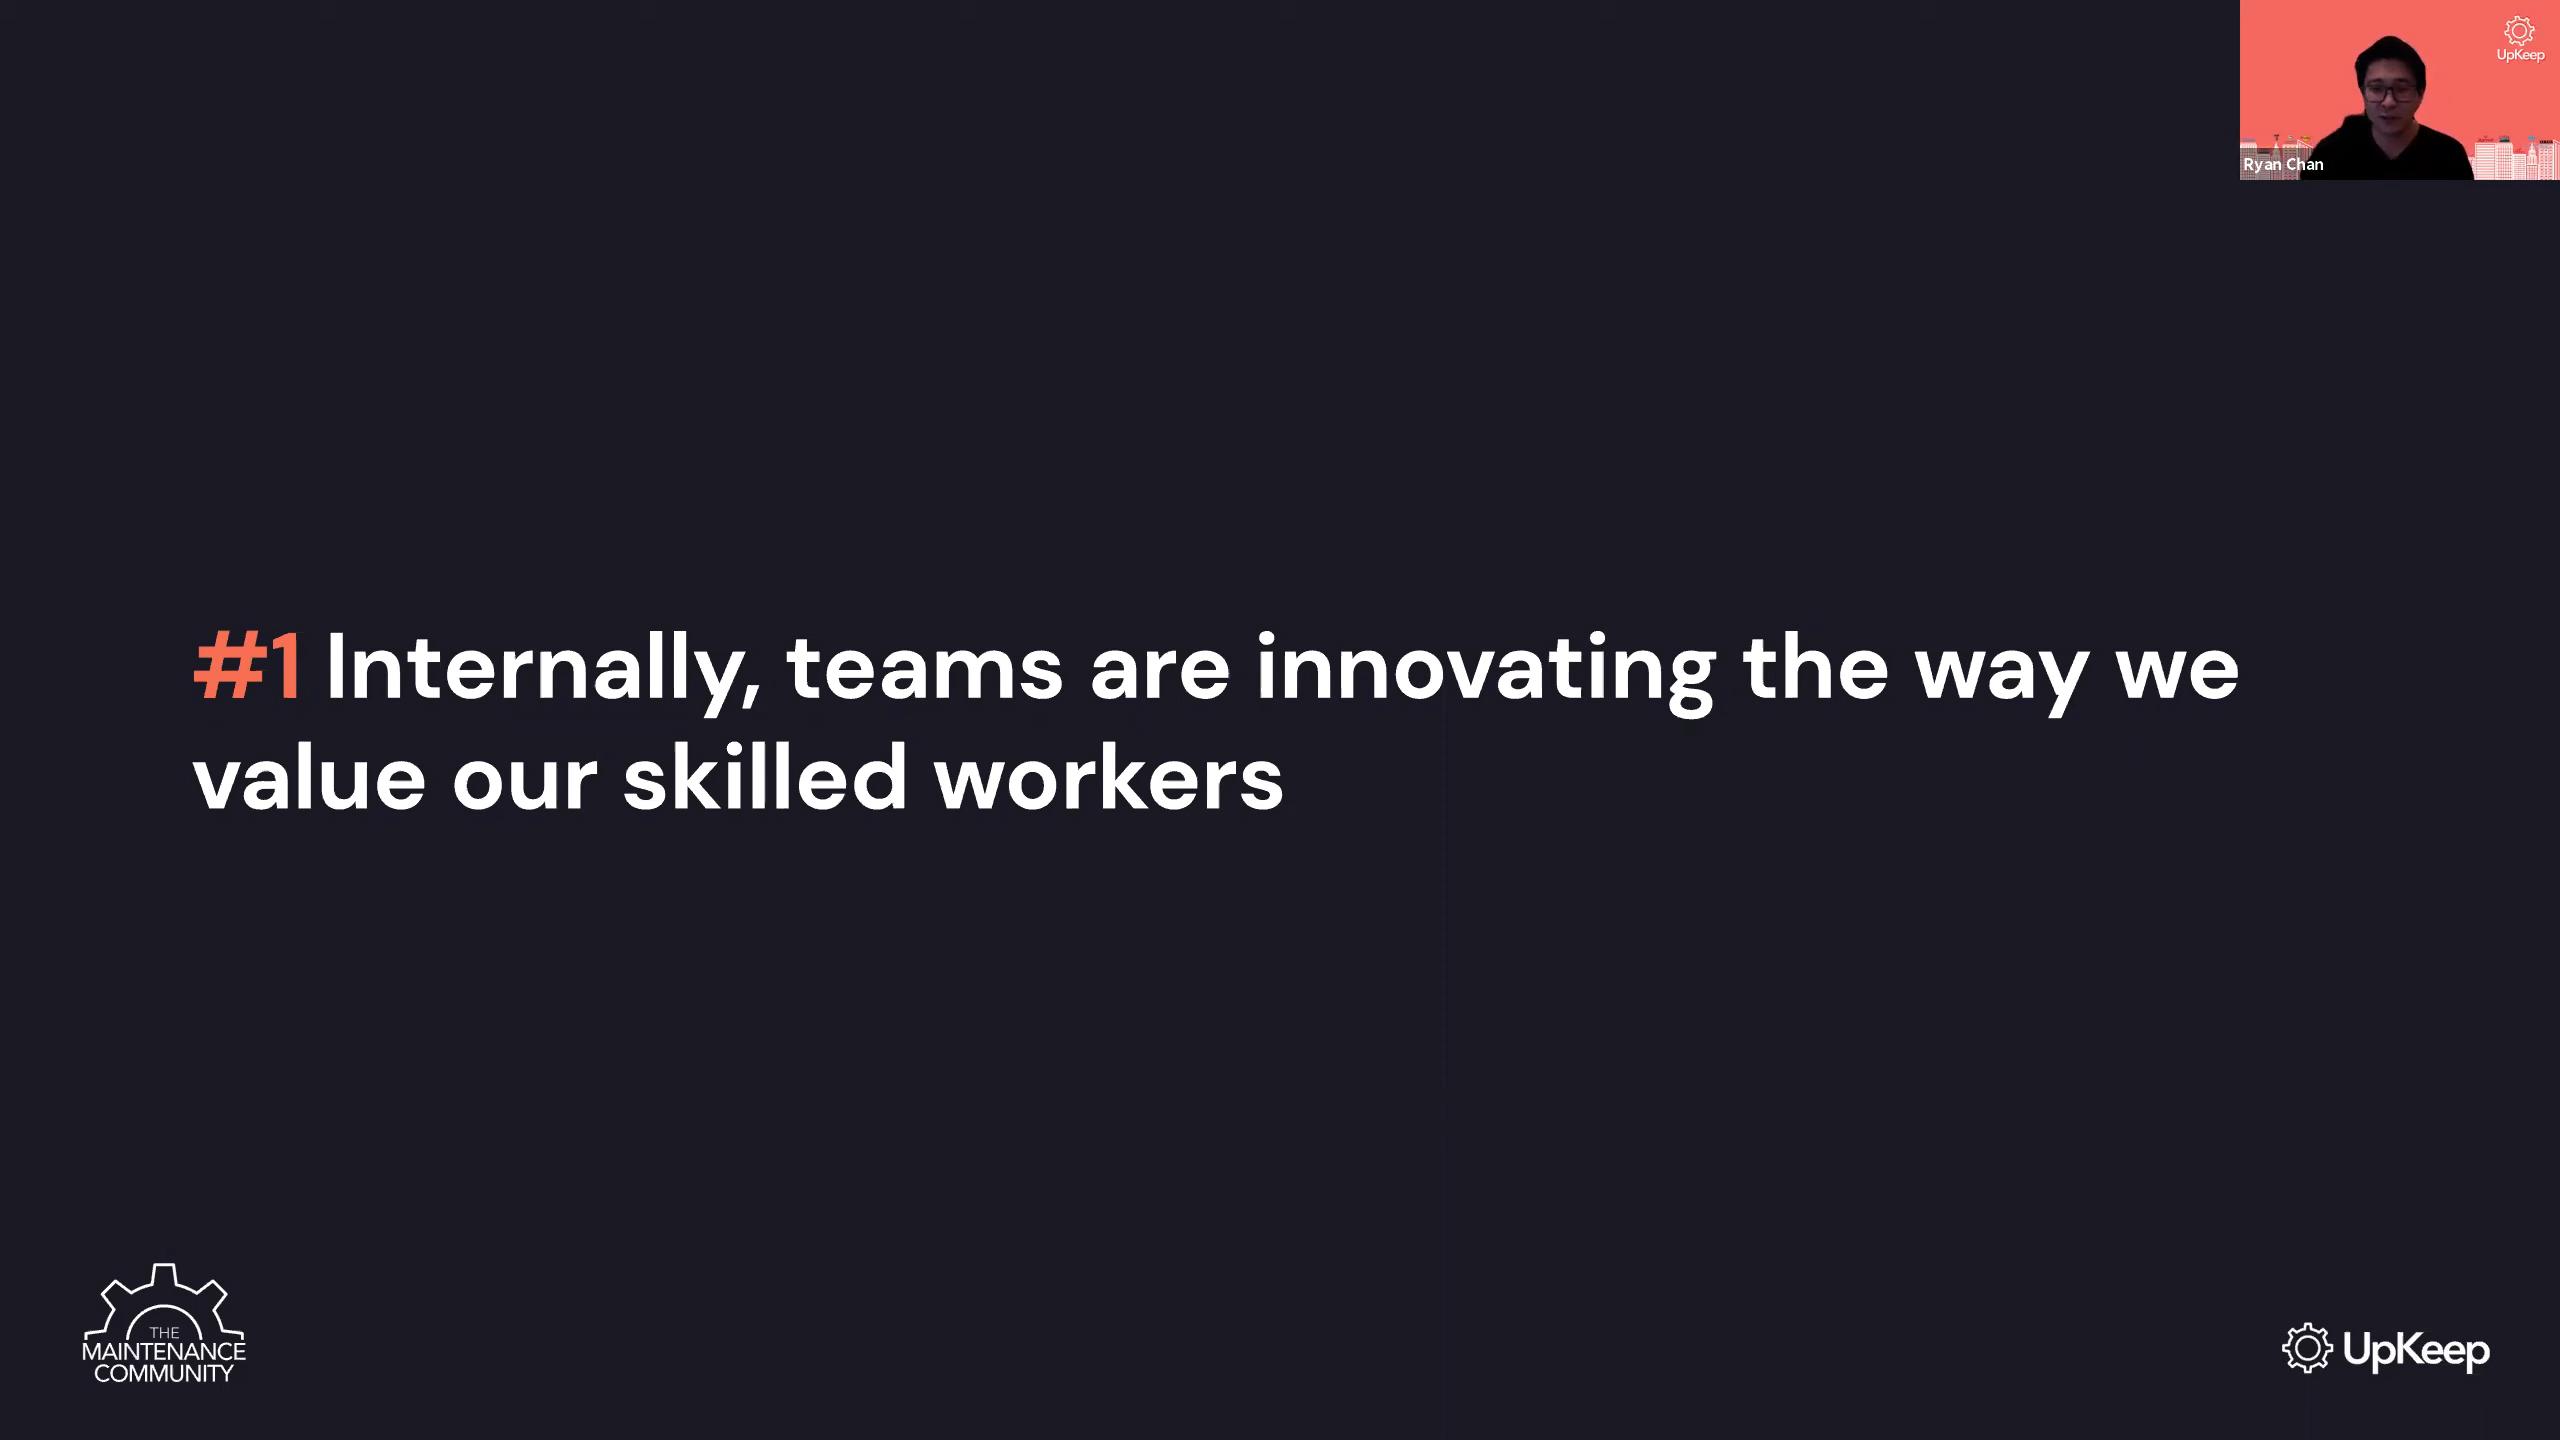 UpKeep
Ryan Chan
#1 Internally, teams are innovating the way we
value our skilled workers
THE
MAINTENANCE
COMMUNITY
UpKeep